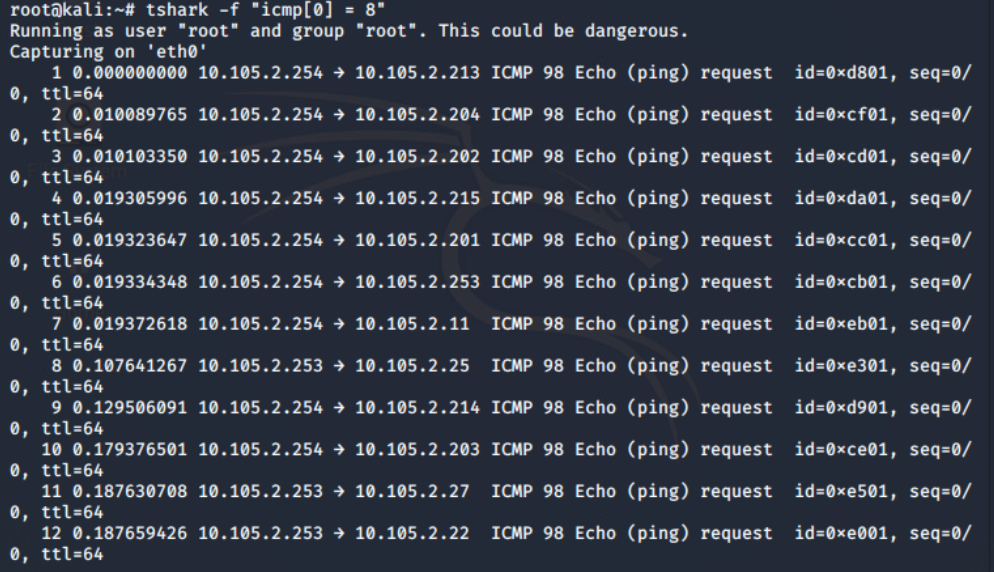 root@kali:~# tshark -f "icmp[0] = 8"
Running as user "root" and group "root". This could be dangerous.
Capturing on 'eth0'
    1 0.000000000 10.105.2.254 → 10.105.2.213 ICMP 98 Echo (ping) request  id=0×d801, seq=0/
0, ttl=64
    2 0.010089765 10.105.2.254 → 10.105.2.204 ICMP 98 Echo (ping) request  id=0×cf01, seq=0/
0, ttl=64
    3 0.010103350 10.105.2.254 → 10.105.2.202 ICMP 98 Echo (ping) request  id=0×cd01, seq=0/
0, ttl=64
    4 0.019305996 10.105.2.254 → 10.105.2.215 ICMP 98 Echo (ping) request  id=0×da01, seq=0/
0, ttl=64
    5 0.019323647 10.105.2.254 → 10.105.2.201 ICMP 98 Echo (ping) request  id=0×cc01, seq=0/
0, ttl=64
    6 0.019334348 10.105.2.254 → 10.105.2.253 ICMP 98 Echo (ping) request  id=0×cb01, seq=0/
0, ttl=64
    7 0.019372618 10.105.2.254 → 10.105.2.11  ICMP 98 Echo (ping) request  id=0×eb01, seq=0/
0, ttl=64
    8 0.107641267 10.105.2.253 → 10.105.2.25  ICMP 98 Echo (ping) request  id=0×e301, seq=0/
0, ttl=64
    9 0.129506091 10.105.2.254 → 10.105.2.214 ICMP 98 Echo (ping) request  id=0×d901, seq=0/
0, ttl=64
   10 0.179376501 10.105.2.254 → 10.105.2.203 ICMP 98 Echo (ping) request  id=0×ce01, seq=0/
0, ttl=64
   11 0.187630708 10.105.2.253 → 10.105.2.27  ICMP 98 Echo (ping) request  id=0×e501, seq=0/
0, ttl=64
   12 0.187659426 10.105.2.253 → 10.105.2.22  ICMP 98 Echo (ping) request  id=0×e001, seq=0/
0, ttl=64